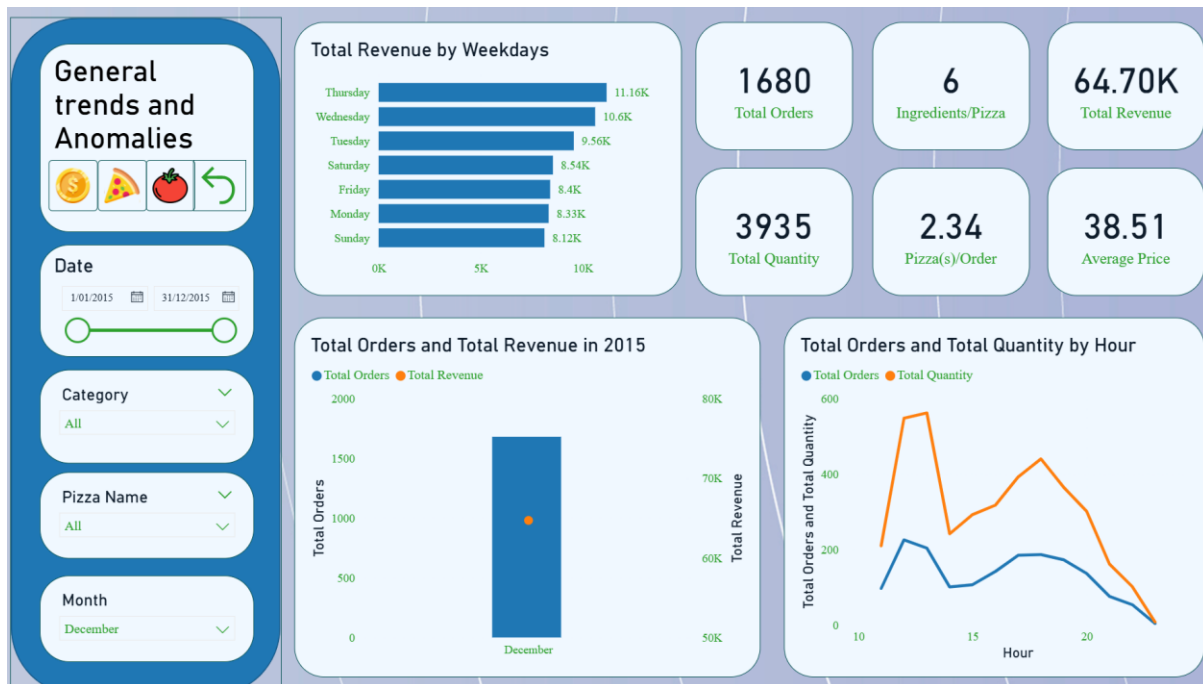 General
trends and
Anomalies
Date
1/01/2015
31/12/2015
Category
All
Pizza Name
All
Month
December
Total Revenue by Weekdays
Thursday 11.16K
Wednesday 10.6K
Tuesday 9.56K
Saturday 8.54K
Friday 8.4K
Monday 8.33K
Sunday 8.12K
0K 5K 10K
1680
Total Orders
6
Ingredients/Pizza
64.70K
Total Revenue
3935
Total Quantity
2.34
Pizza(s)/Order
38.51
Average Price
Total Orders and Total Revenue in 2015
Total Orders Total Revenue
Total Orders
2000
1500
1000
500
0
80K
70K
60K
50K
Total Revenue
December
Total Orders and Total Quantity by Hour
Total Orders Total Quantity
Total Orders and Total Quantity
600
400
200
0
10 15 20
Hour